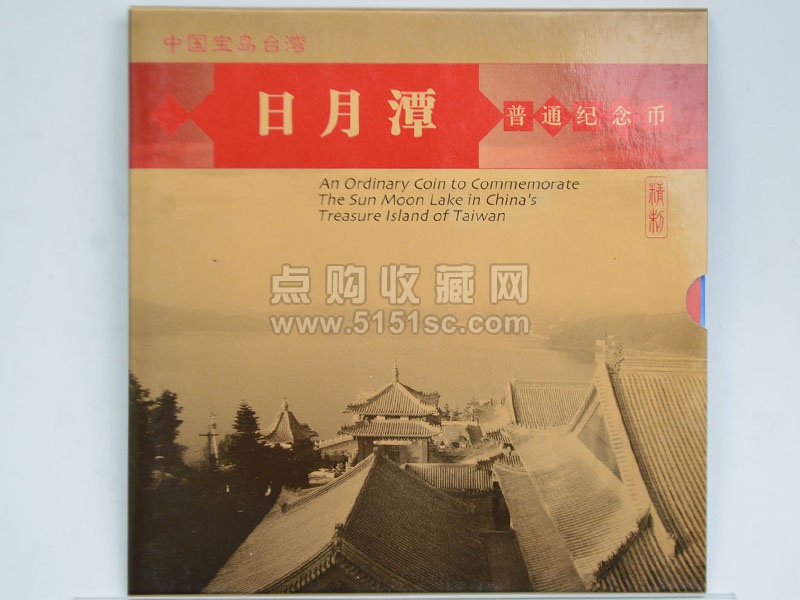 中国宝岛台湾
日月潭 普通纪念币
An Ordinary Coin to Commemorate
The Sun Moon Lake in China's
Treasure Island of Taiwan
精制
点购收藏网
www.5151sc.com